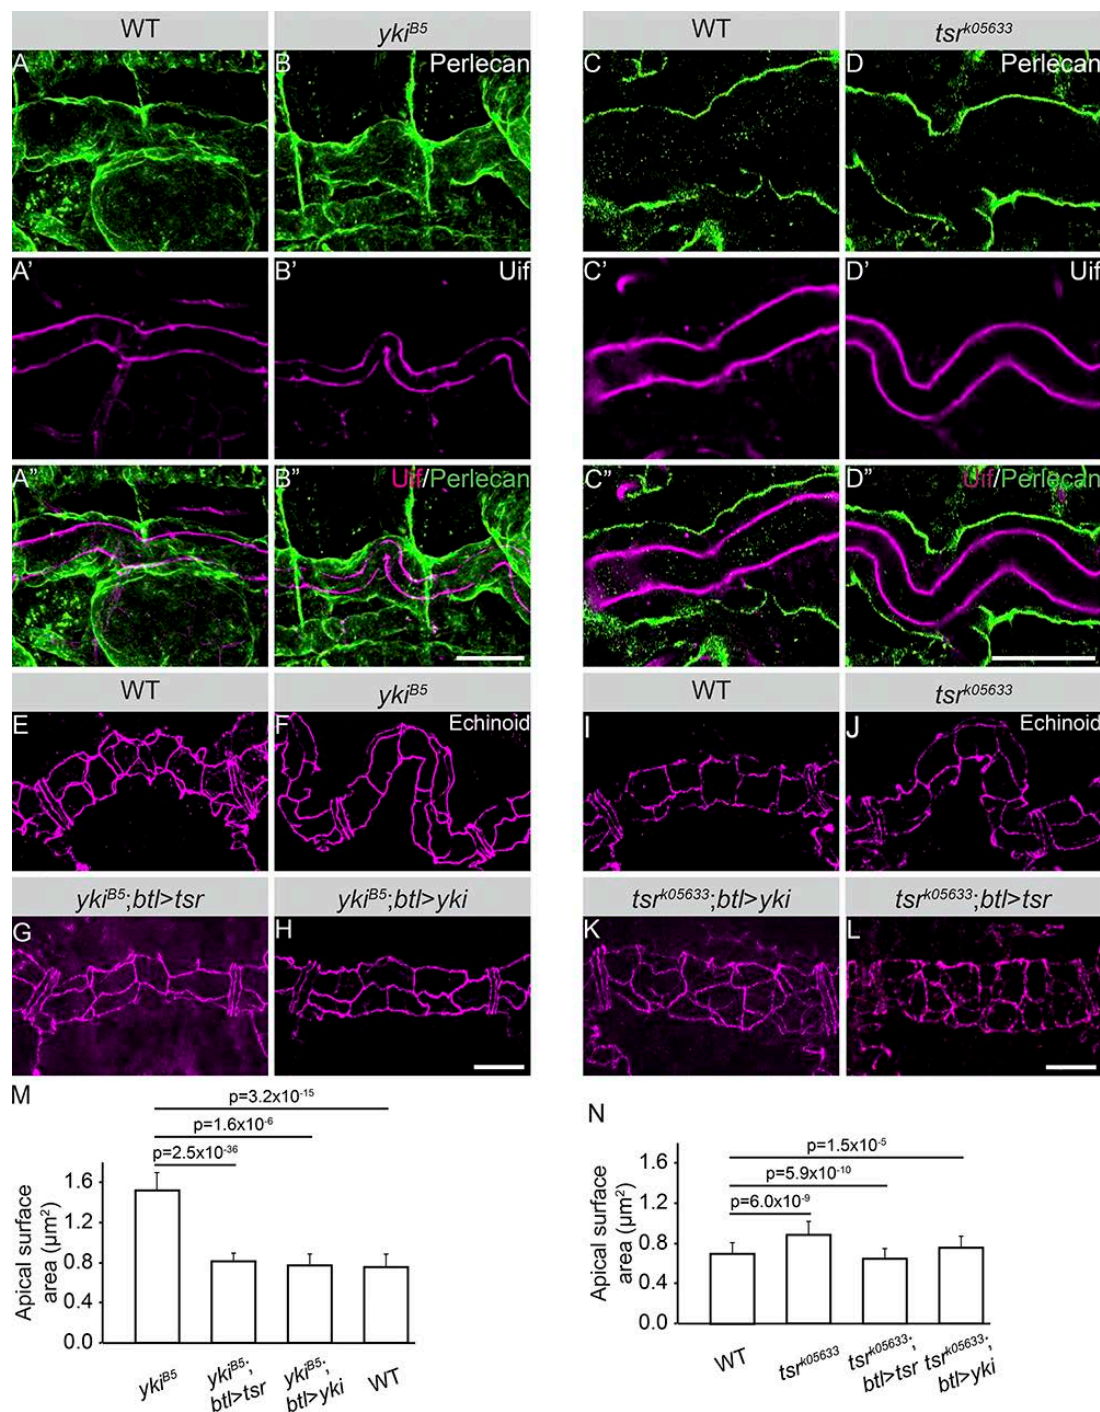 WT
yki^B5
WT
tsr^k05633
A
B
Perlecan
C
D
Perlecan
A’
B’
Uif
C’
D’
Uif
A”
B”
Uif/Perlecan
C”
D”
Uif/Perlecan
WT
yki^B5
WT
tsr^k05633
E
F
Echinoid
I
J
Echinoid
yki^B5;btl>tsr
yki^B5;btl>yki
tsr^k05633;btl>yki
tsr^k05633;btl>tsr
G
H
K
L
M
p=3.2x10^-15
p=1.6x10^-6
p=2.5x10^-36
Apical surface
area (µm²)
1.6
1.2
0.8
0.4
0.0
yki^B5
yki^B5;
btl>tsr
yki^B5;
btl>yki
WT
N
p=1.5x10^-5
p=5.9x10^-10
p=6.0x10^-9
Apical surface
area (µm²)
1.6
1.2
0.8
0.4
0.0
WT
tsr^k05633
tsr^k05633;
btl>tsr
tsr^k05633;
btl>yki